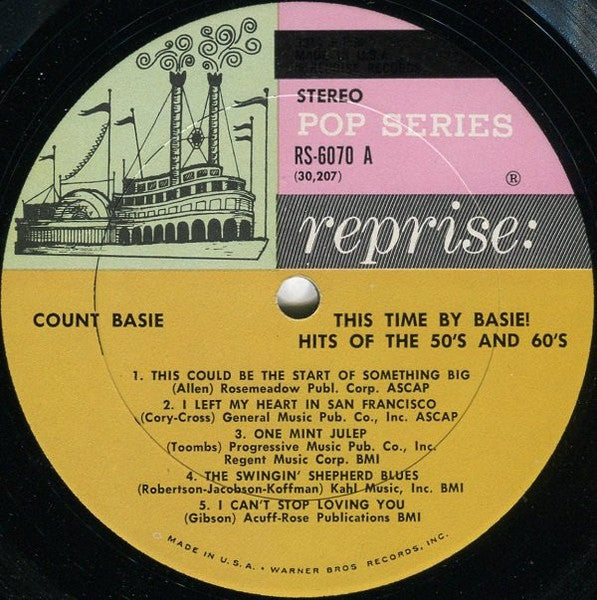 MADE IN U.S.A.
STEREO
POP SERIES
RS-6070 A
(30,207)
®
reprise:
COUNT BASIE
THIS TIME BY BASIE!
HITS OF THE 50'S AND 60'S
1. THIS COULD BE THE START OF SOMETHING BIG
(Allen) Rosemeadow Publ. Corp. ASCAP
2. I LEFT MY HEART IN SAN FRANCISCO
(Cory-Cross) General Music Pub. Co., Inc. ASCAP
3. ONE MINT JULEP
(Toombs) Progressive Music Pub. Co., Inc.
Regent Music Corp. BMI
4. THE SWINGIN' SHEPHERD BLUES
(Robertson-Jacobson-Koffman) Kahl Music, Inc. BMI
5. I CAN'T STOP LOVING YOU
(Gibson) Acuff-Rose Publications BMI
MADE IN U.S.A. • WARNER BROS RECORDS, INC.